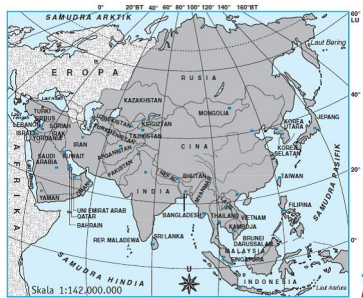 SAMUDRA ARKTIK
0° 20°BT 40° 60° 80° 100° 120° 140° 160°BT
60°
LU
Laut Bering
EROPA
RUSIA
40°
KAZAKHSTAN
MONGOLIA
TURKI
SIPRUS
LEBANON
SURIAH
ISRAEL
IRAK
YORDANIA
UZBEKISTAN
KIRGIZTAN
TURKMENISTAN
TAJIKISTAN
KOREA
UTARA
JEPANG
KOREA
SELATAN
CINA
IRAN
AFGANISTAN
KUWAIT
SAUDI
ARABIA
PAKISTAN
NEPAL
BHUTAN
20°
TAIWAN
SAMUDRA PASIFIK
AFRIKA
OMAN
INDIA
MYANMAR
YAMAN
UNI EMIRAT ARAB
QATAR
BAHRAIN
BANGLADESH
THAILAND
VIETNAM
FILIPINA
KAMBOJA
SRI LANKA
REP. MALADEWA
BRUNEI
DARUSSALAM
MALAYSIA
SINGAPURA
0°
SAMUDRA HINDIA
U
INDONESIA
Laut Arafura
Skala 1:142.000.000